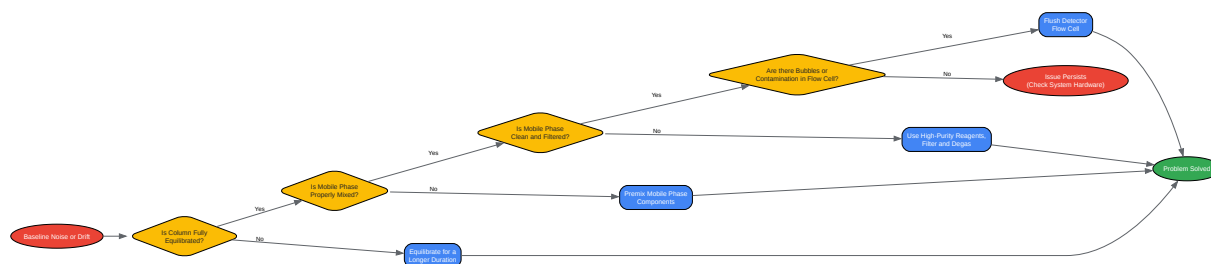 Flush Detector
Flow Cell
Yes
Are there Bubbles or
Contamination in Flow Cell?
No
Issue Persists
(Check System Hardware)
Yes
Is Mobile Phase
Clean and Filtered?
No
Use High-Purity Reagents,
Filter and Degas
Yes
Problem Solved
Is Mobile Phase
Properly Mixed?
No
Premix Mobile Phase
Components
Yes
Baseline Noise or Drift
Is Column Fully
Equilibrated?
No
Equilibrate for a
Longer Duration